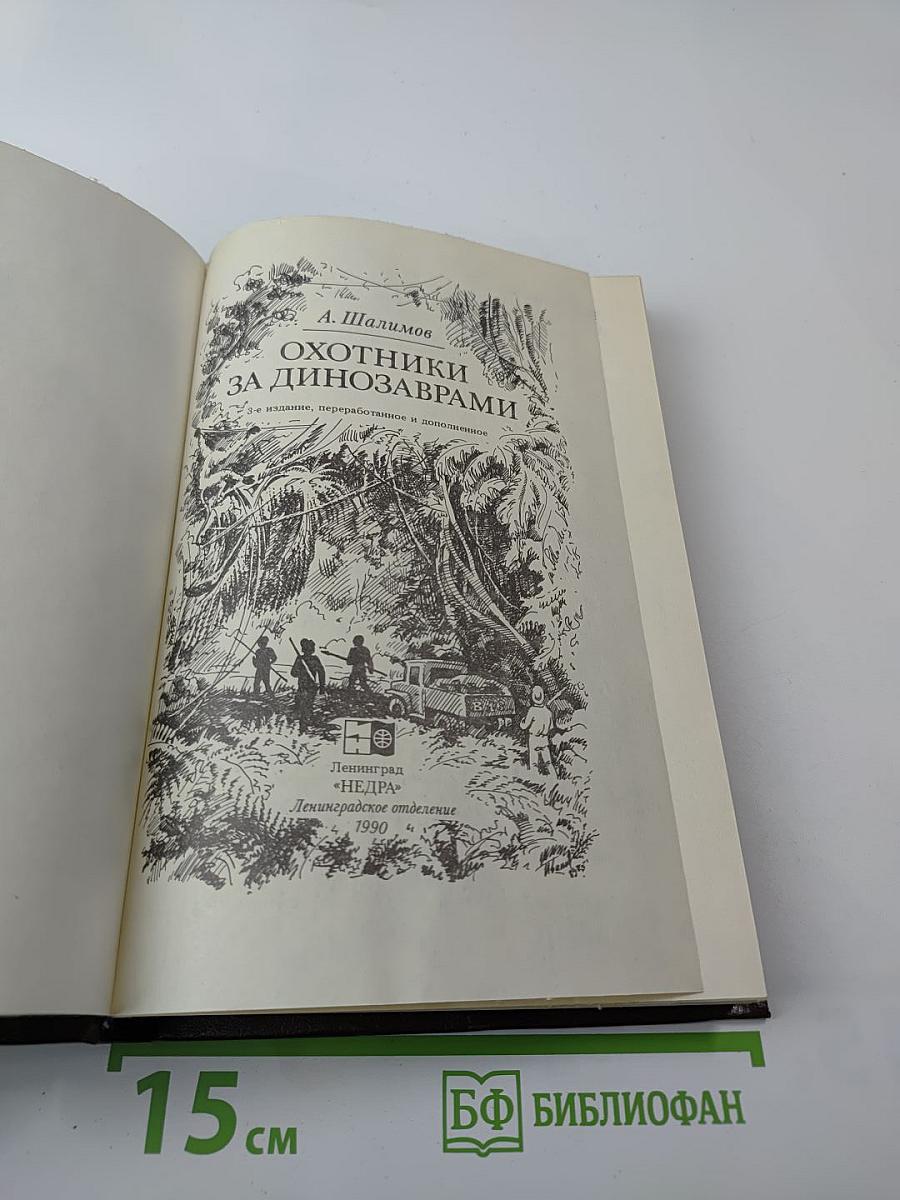 А. Шалимов
ОХОТНИКИ
ЗА ДИНОЗАВРАМИ
3-е издание, переработанное и дополненное
Ленинград
«НЕДРА»
Ленинградское отделение
1990
15 см
БФ БИБЛИОФАН